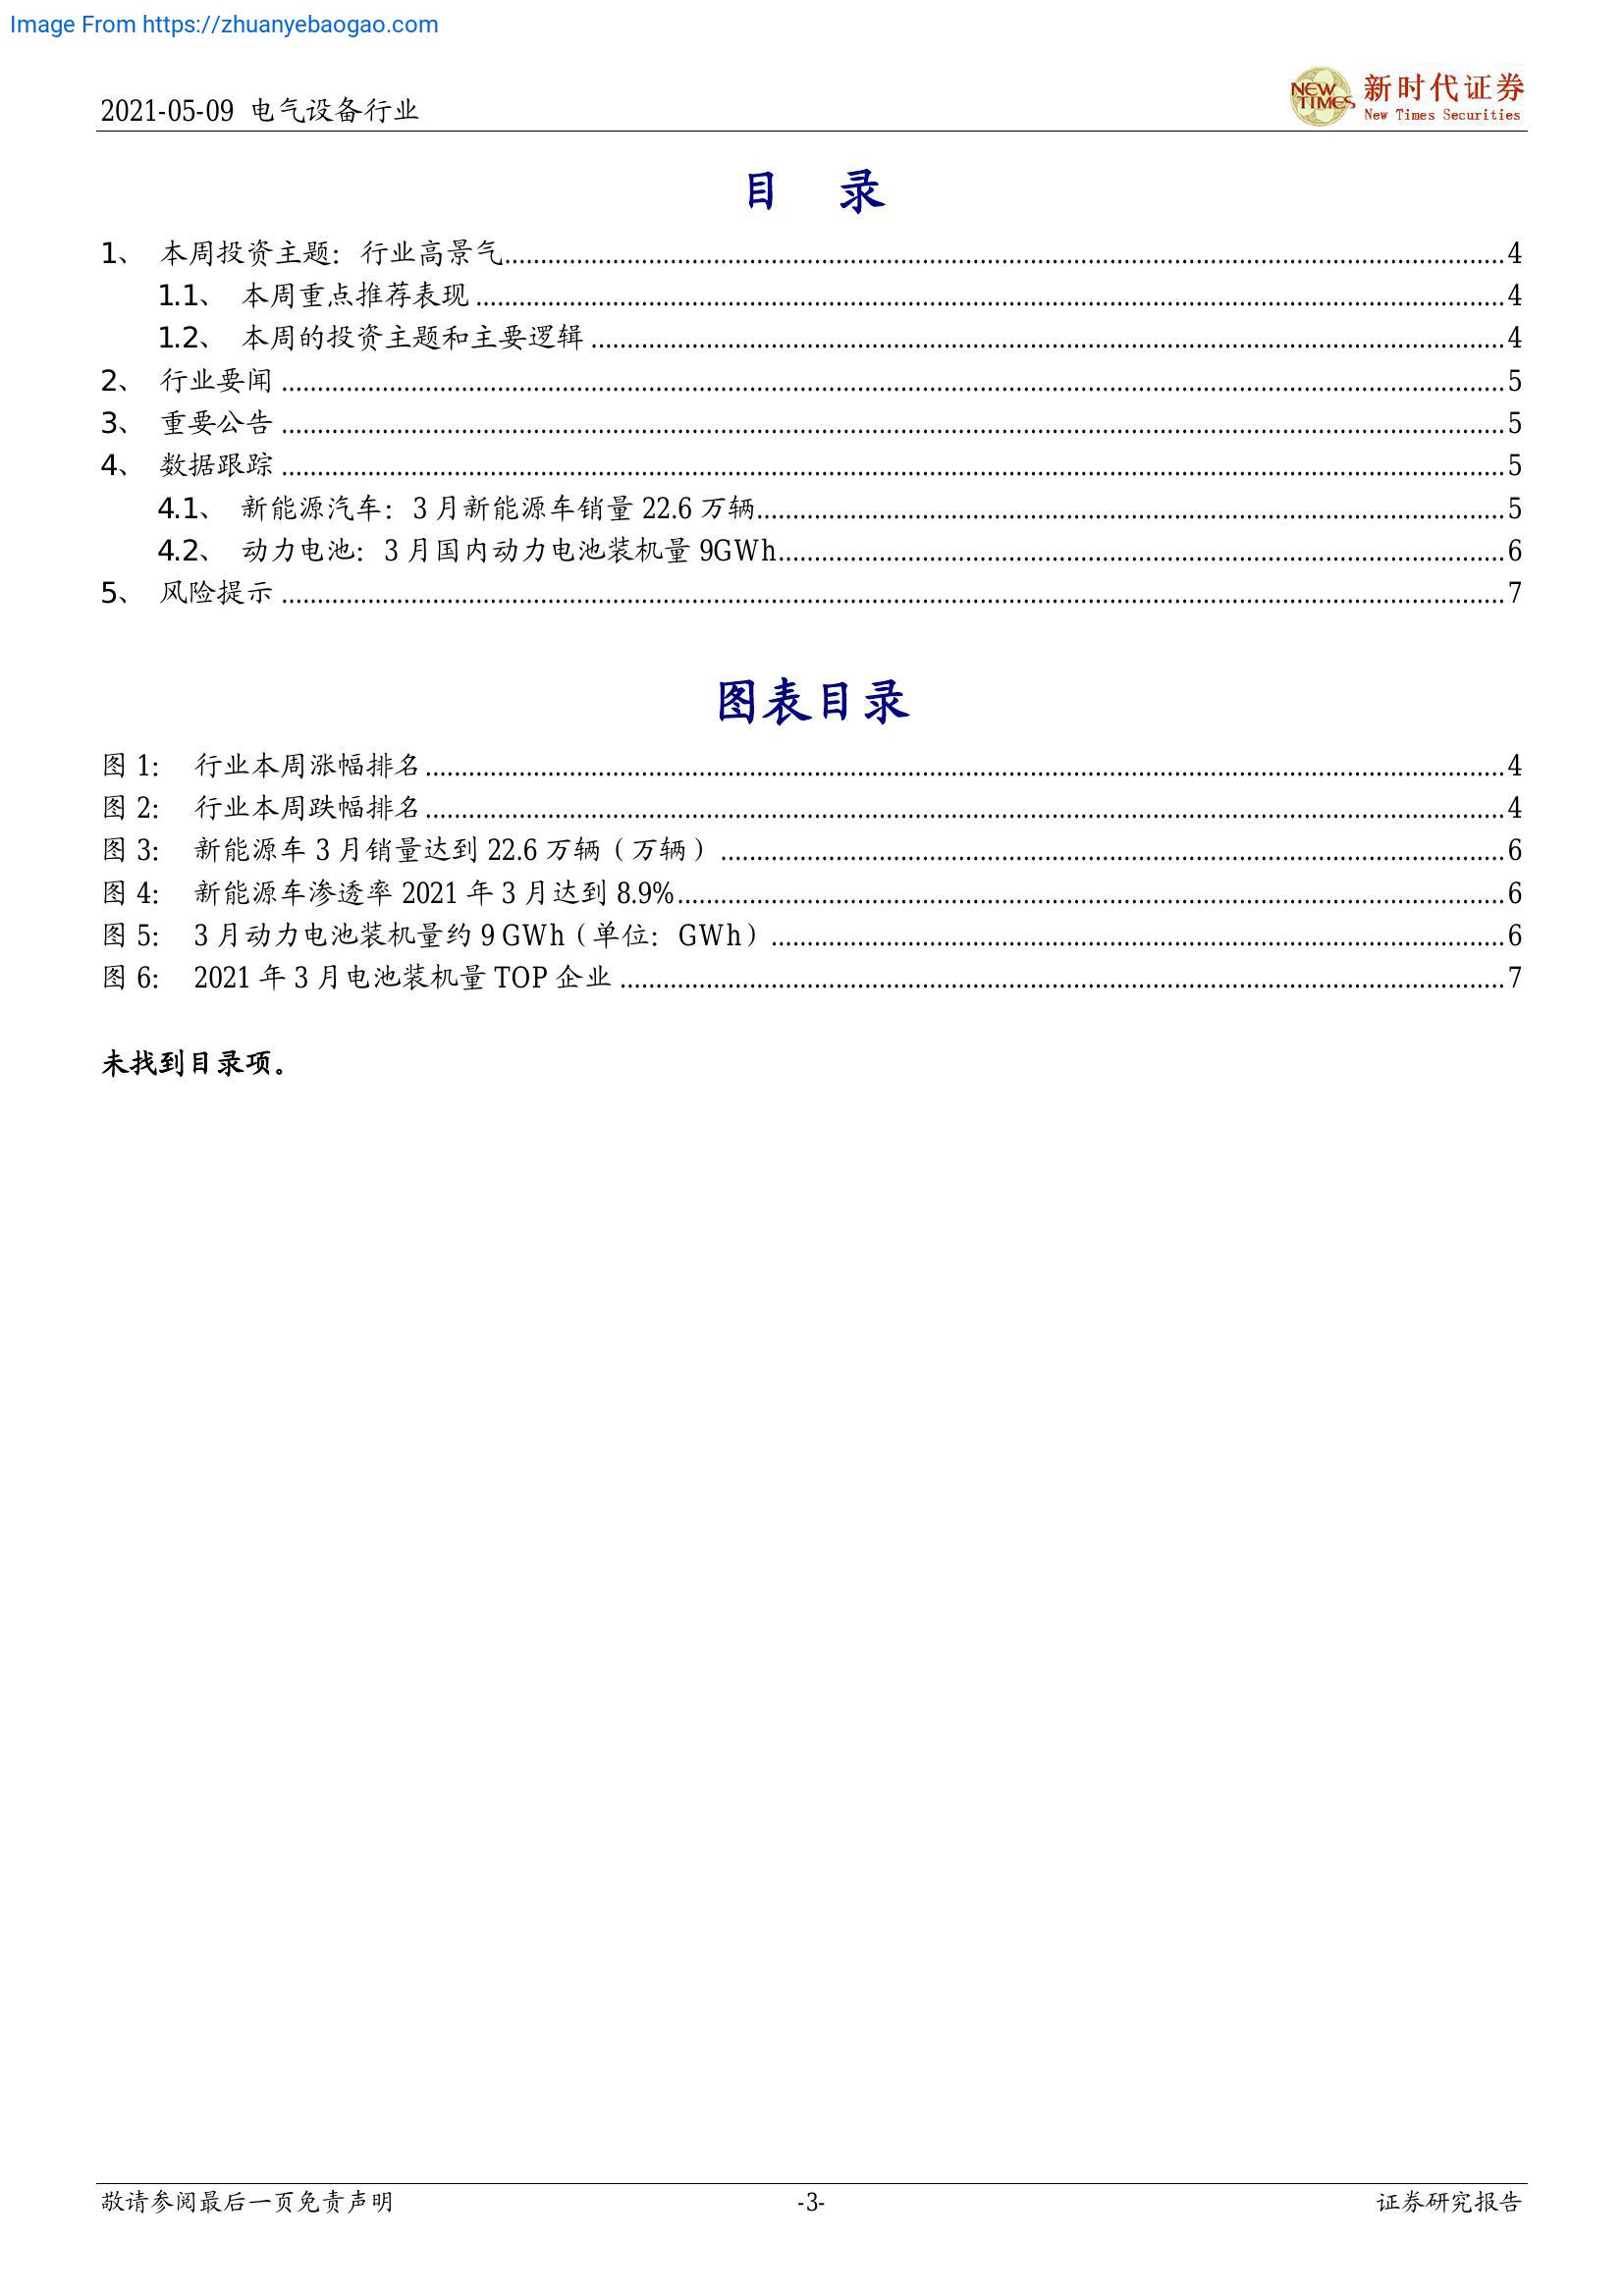 Image From https://zhuanyebaogao.com
2021-05-09 电气设备行业
NEW TIMES 新时代证券
New Times Securities
目 录
1、 本周投资主题：行业高景气 4
1.1、 本周重点推荐表现 4
1.2、 本周的投资主题和主要逻辑 4
2、 行业要闻 5
3、 重要公告 5
4、 数据跟踪 5
4.1、 新能源汽车：3 月新能源车销量 22.6 万辆 5
4.2、 动力电池：3 月国内动力电池装机量 9GWh 6
5、 风险提示 7
图表目录
图 1： 行业本周涨幅排名 4
图 2： 行业本周跌幅排名 4
图 3： 新能源车 3 月销量达到 22.6 万辆（万辆） 6
图 4： 新能源车渗透率 2021 年 3 月达到 8.9% 6
图 5： 3 月动力电池装机量约 9 GWh（单位：GWh） 6
图 6： 2021 年 3 月电池装机量 TOP 企业 7
未找到目录项。
敬请参阅最后一页免责声明 -3- 证券研究报告